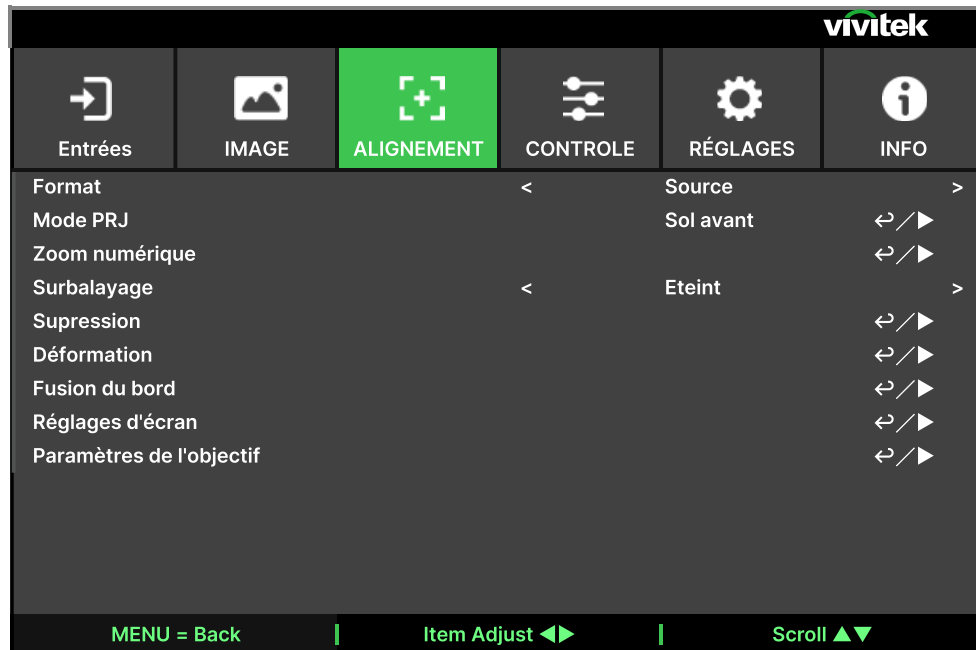 vivitek
Entrées IMAGE ALIGNEMENT CONTROLE RÉGLAGES INFO
Format < Source >
Mode PRJ Sol avant ↩/▶
Zoom numérique ↩/▶
Surbalayage < Eteint >
Supression ↩/▶
Déformation ↩/▶
Fusion du bord ↩/▶
Réglages d'écran ↩/▶
Paramètres de l'objectif ↩/▶
MENU = Back | Item Adjust ◀▶ | Scroll ▲▼